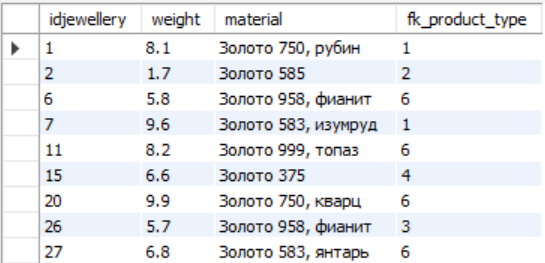 idjewellery weight material fk_product_type
1 8.1 Золото 750, рубин 1
2 1.7 Золото 585 2
6 5.8 Золото 958, фианит 6
7 9.6 Золото 583, изумруд 1
11 8.2 Золото 999, топаз 6
15 6.6 Золото 375 4
20 9.9 Золото 750, кварц 6
26 5.7 Золото 958, фианит 3
27 6.8 Золото 583, янтарь 6